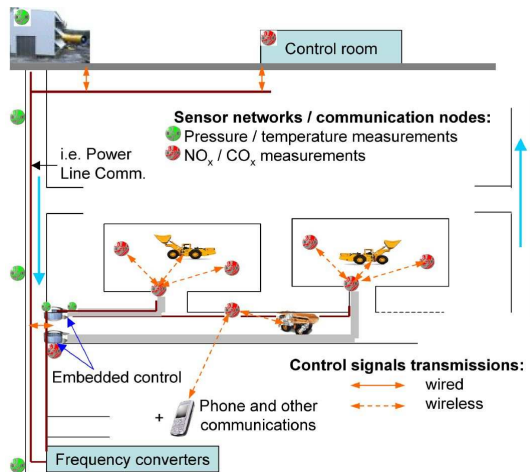 Control room
Sensor networks / communication nodes:
Pressure / temperature measurements
NOx / COx measurements
i.e. Power
Line Comm.
Embedded control
Control signals transmissions:
wired
wireless
+ Phone and other
communications
Frequency converters